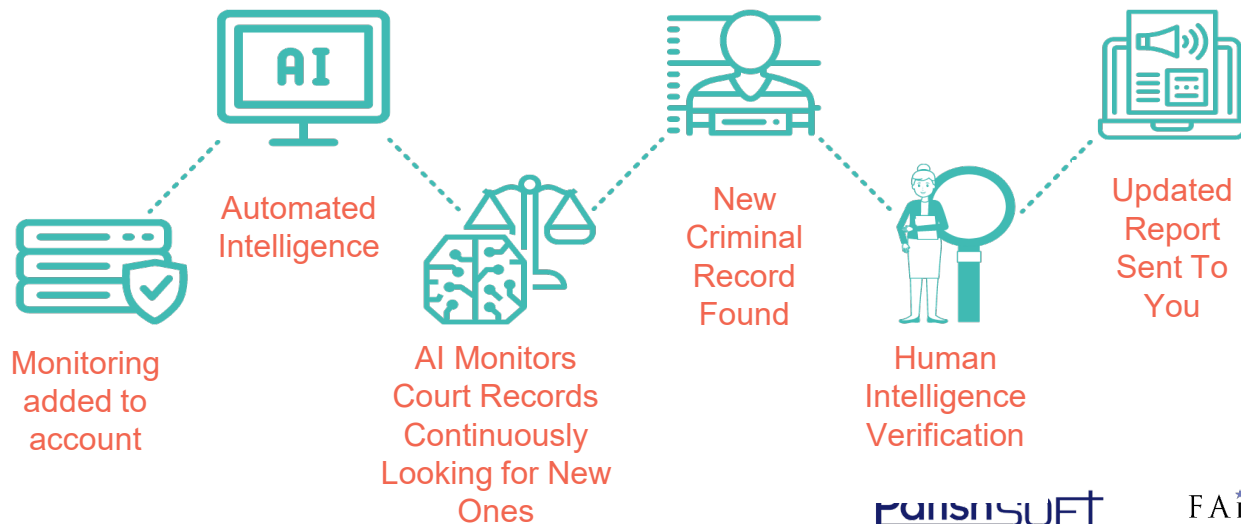 Monitoring
added to
account
AI
Automated
Intelligence
AI Monitors
Court Records
Continuously
Looking for New
Ones
New
Criminal
Record
Found
Human
Intelligence
Verification
Updated
Report
Sent To
You
ParishSOFT